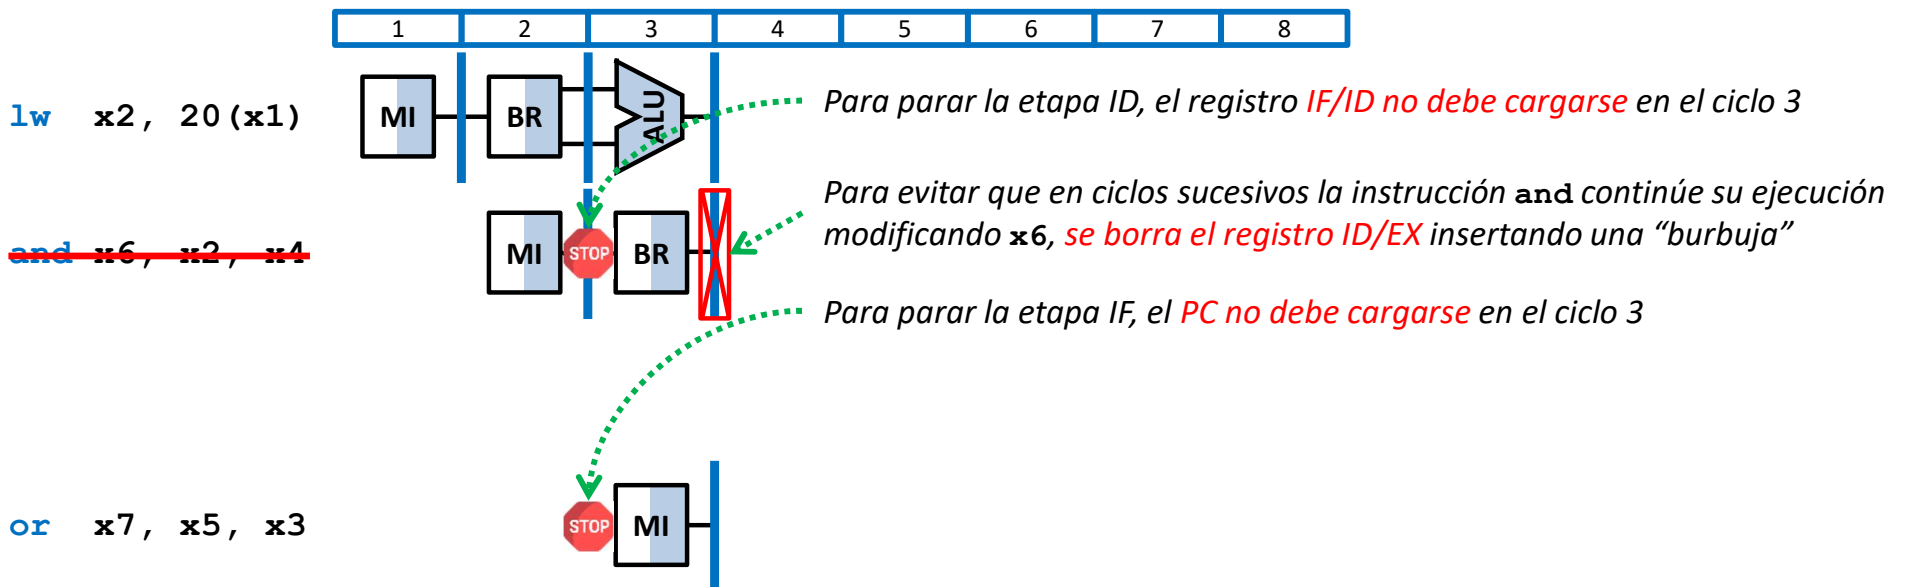 1 2 3 4 5 6 7 8
lw x2, 20(x1)
MI BR ALU
Para parar la etapa ID, el registro IF/ID no debe cargarse en el ciclo 3
and x6, x2, x4
MI STOP BR
Para evitar que en ciclos sucesivos la instrucción and continúe su ejecución
modificando x6, se borra el registro ID/EX insertando una “burbuja”
Para parar la etapa IF, el PC no debe cargarse en el ciclo 3
or x7, x5, x3
STOP MI